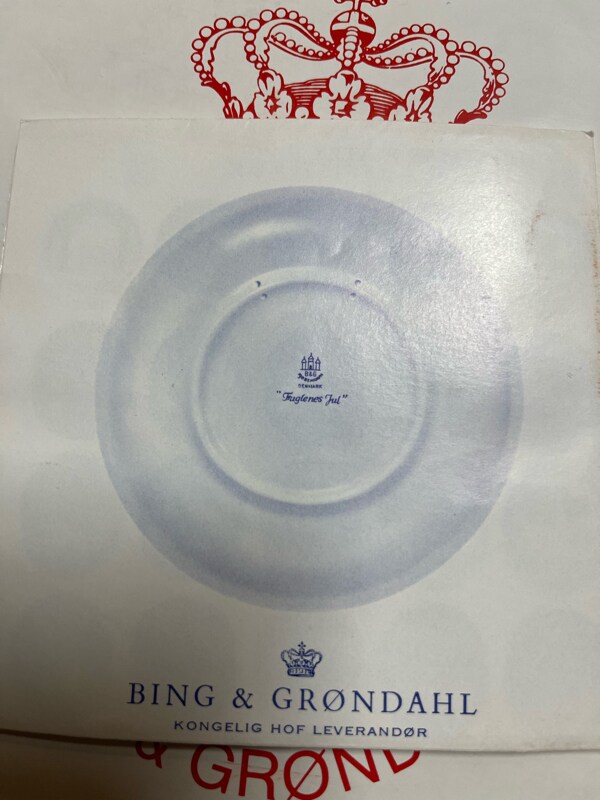 B&G
DENMARK
"Fuglenes Jul"
BING & GRØNDAHL
KONGELIG HOF LEVERANDØR
& GRØND